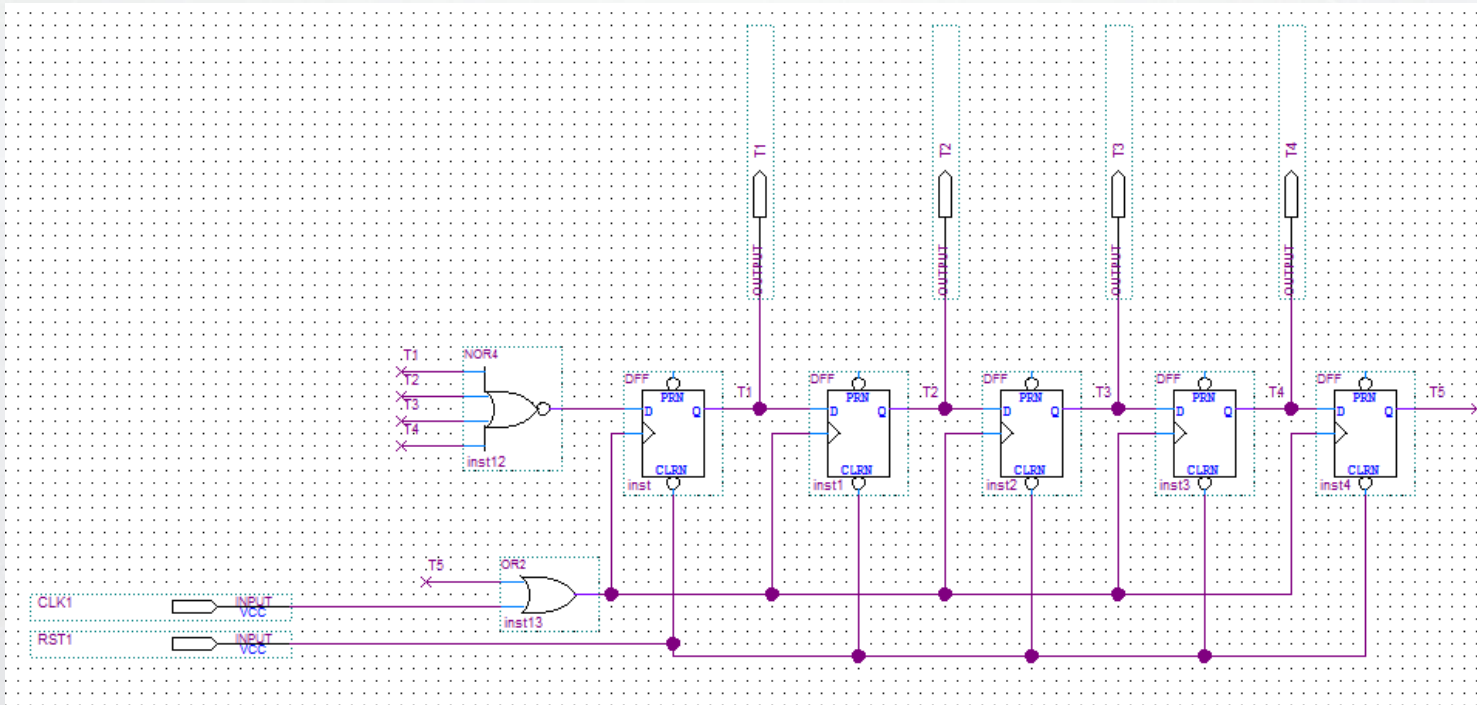 T1
T2
T3
T4
OUTPUT
OUTPUT
OUTPUT
OUTPUT
T1
T2
T3
T4
NOR4
inst12
DFF
PRN
D
Q
CLRN
inst
T1
DFF
PRN
D
Q
CLRN
inst1
T2
DFF
PRN
D
Q
CLRN
inst2
T3
DFF
PRN
D
Q
CLRN
inst3
T4
DFF
PRN
D
Q
CLRN
inst4
T5
T5
OR2
inst13
CLK1
INPUT
VCC
RST1
INPUT
VCC